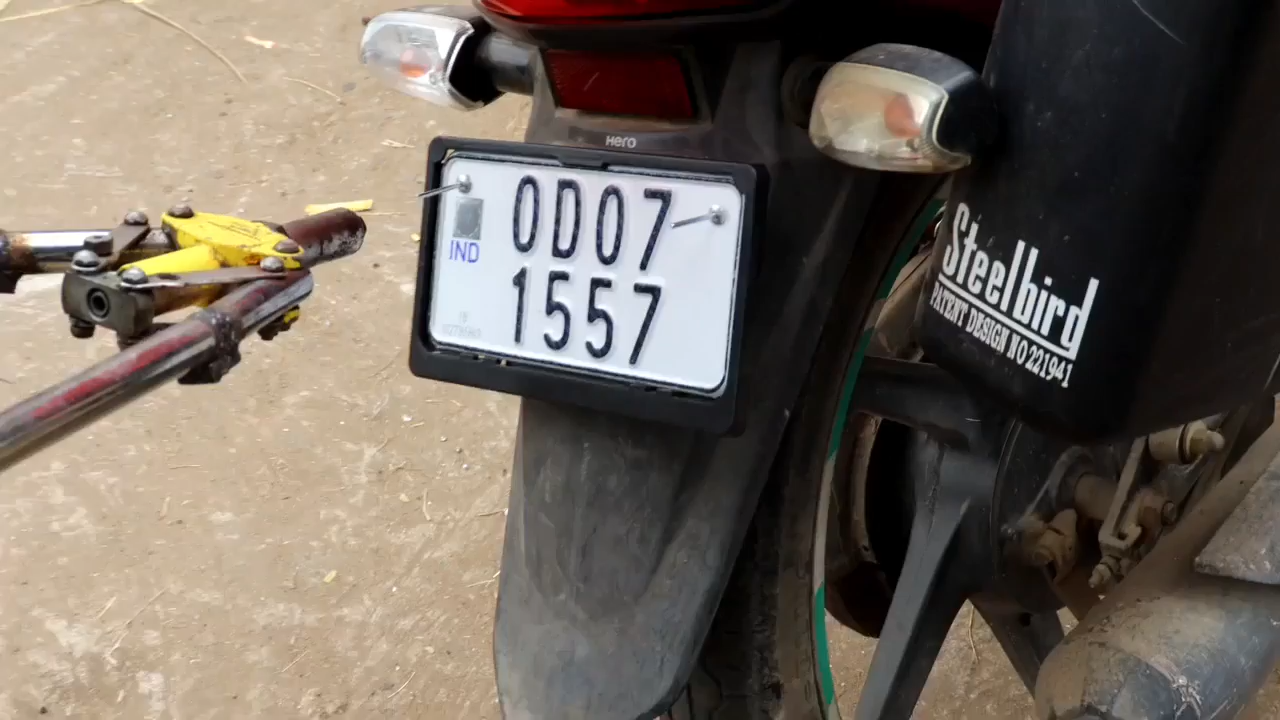 Hero
OD07
IND
1557
Steelbird
PATENT DESIGN NO 221941